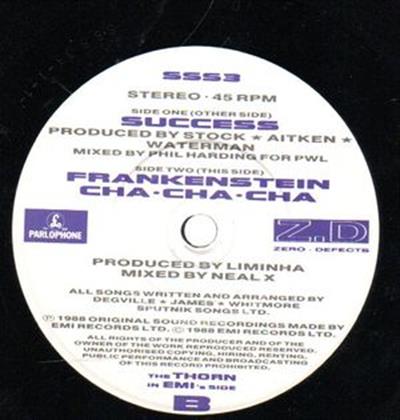 SSS3
STEREO · 45 RPM
SIDE ONE (OTHER SIDE)
SUCCESS
PRODUCED BY STOCK ★ AITKEN ★
WATERMAN
MIXED BY PHIL HARDING FOR PWL
SIDE TWO (THIS SIDE)
FRANKENSTEIN
CHA·CHA·CHA
PARLOPHONE
Z.D
ZERO · DEFECTS
PRODUCED BY LIMINHA
MIXED BY NEAL X
ALL SONGS WRITTEN AND ARRANGED BY
DEGVILLE ★ JAMES ★ WHITMORE
SPUTNIK SONGS LTD.
℗ 1988 ORIGINAL SOUND RECORDINGS MADE BY
EMI RECORDS LTD. © 1988 EMI RECORDS LTD.
ALL RIGHTS OF THE PRODUCER AND OF THE
OWNER OF THE WORK REPRODUCED RESERVED.
UNAUTHORISED COPYING, HIRING, RENTING,
PUBLIC PERFORMANCE AND BROADCASTING
OF THIS RECORD PROHIBITED.
THE THORN
IN EMI's SIDE
B